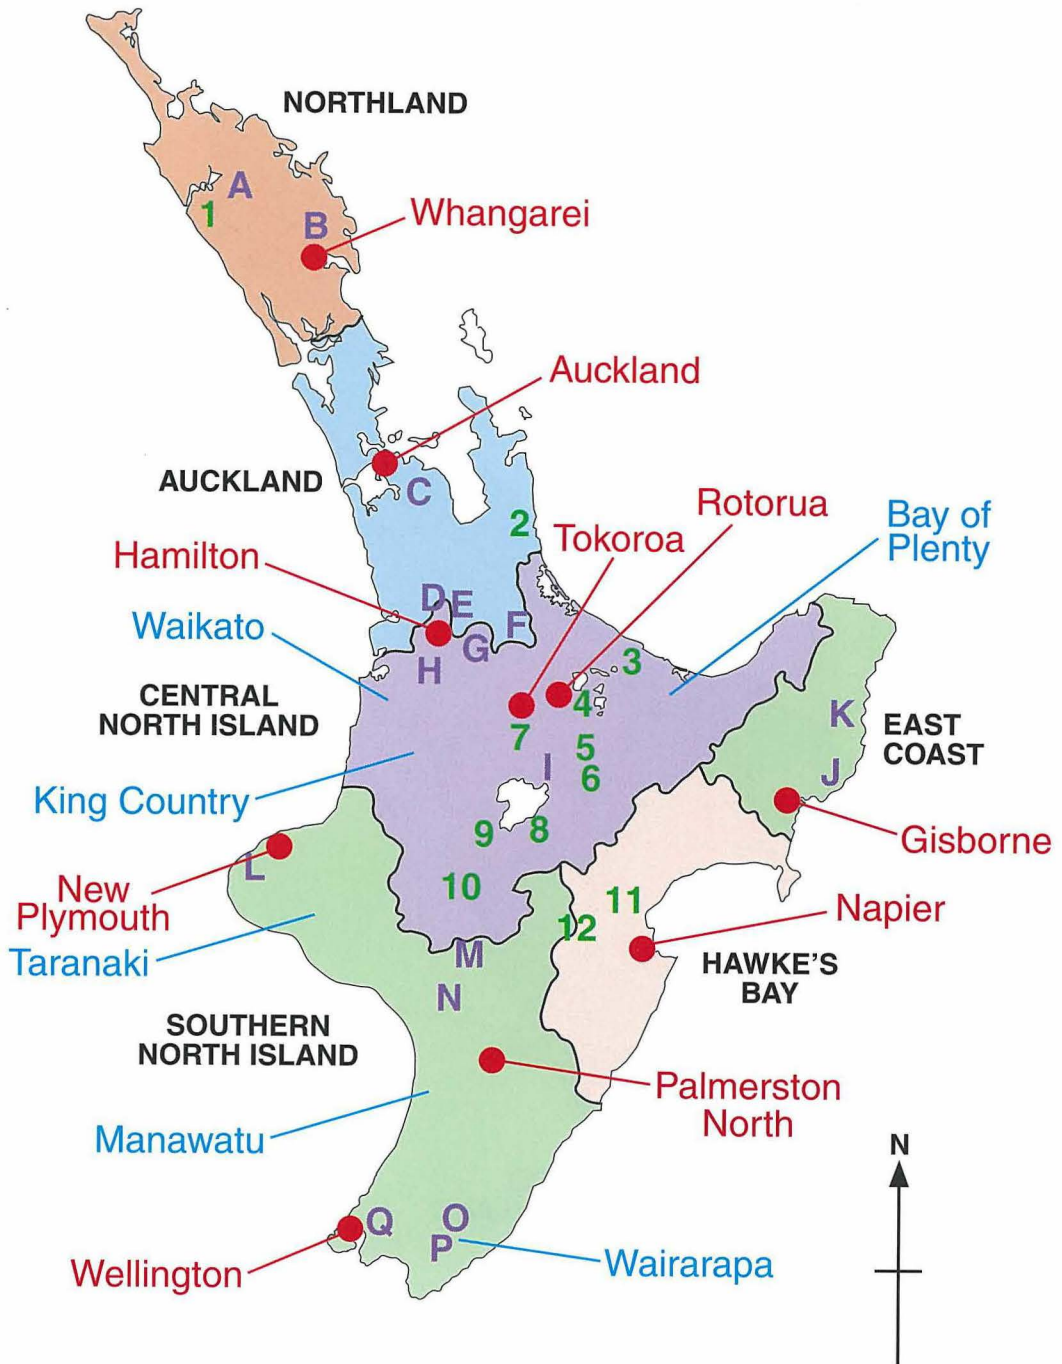 NORTHLAND
A
1
B
Whangarei
Auckland
AUCKLAND
C
2
Rotorua
Bay of
Plenty
Tokoroa
Hamilton
D
E
F
Waikato
G
H
3
CENTRAL
NORTH ISLAND
4
7
5
I
6
K
EAST
COAST
J
King Country
9
8
Gisborne
L
New
Plymouth
10
11
12
Napier
Taranaki
M
HAWKE'S
BAY
N
SOUTHERN
NORTH ISLAND
Palmerston
North
Manawatu
N
Q
O
P
Wellington
Wairarapa